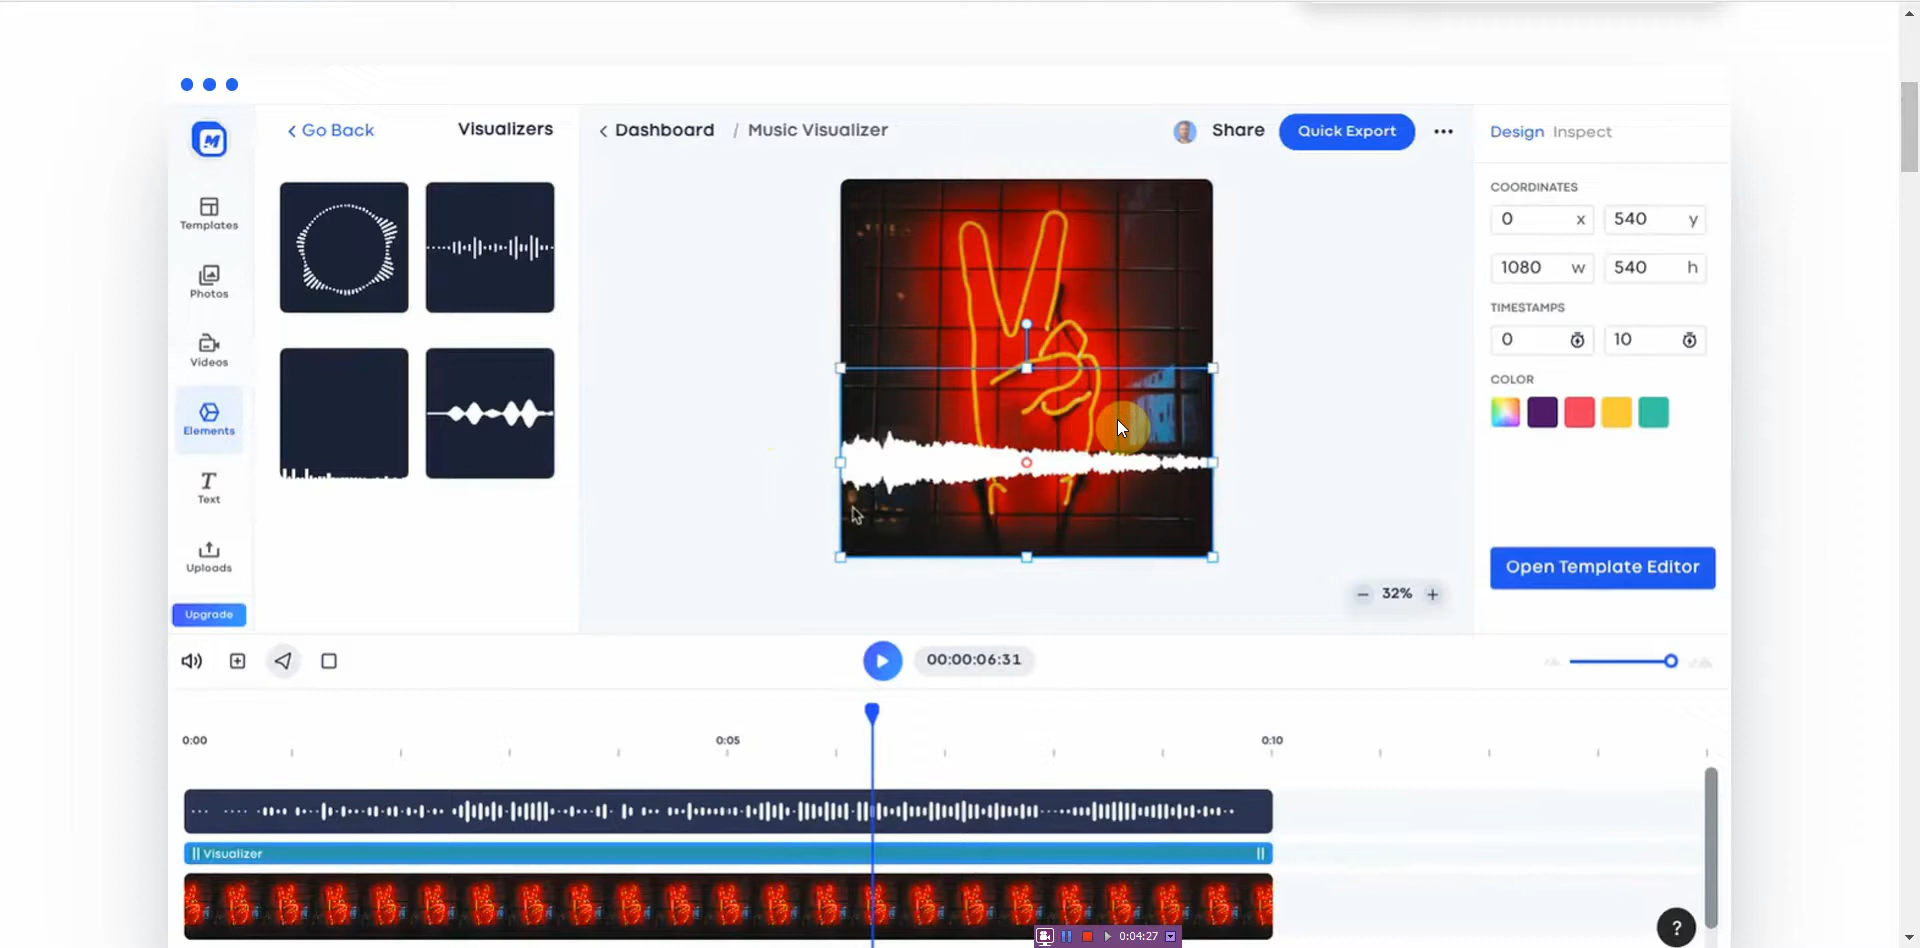 Go Back
Visualizers
Dashboard / Music Visualizer
Share
Quick Export
Design Inspect
Templates
Photos
Videos
Elements
Text
Uploads
Upgrade
COORDINATES
0 x 540 y
1080 w 540 h
TIMESTAMPS
0 10
COLOR
Open Template Editor
32%
00:00:06:31
0:00 0:05 0:10
Visualizer
0:04:27
?